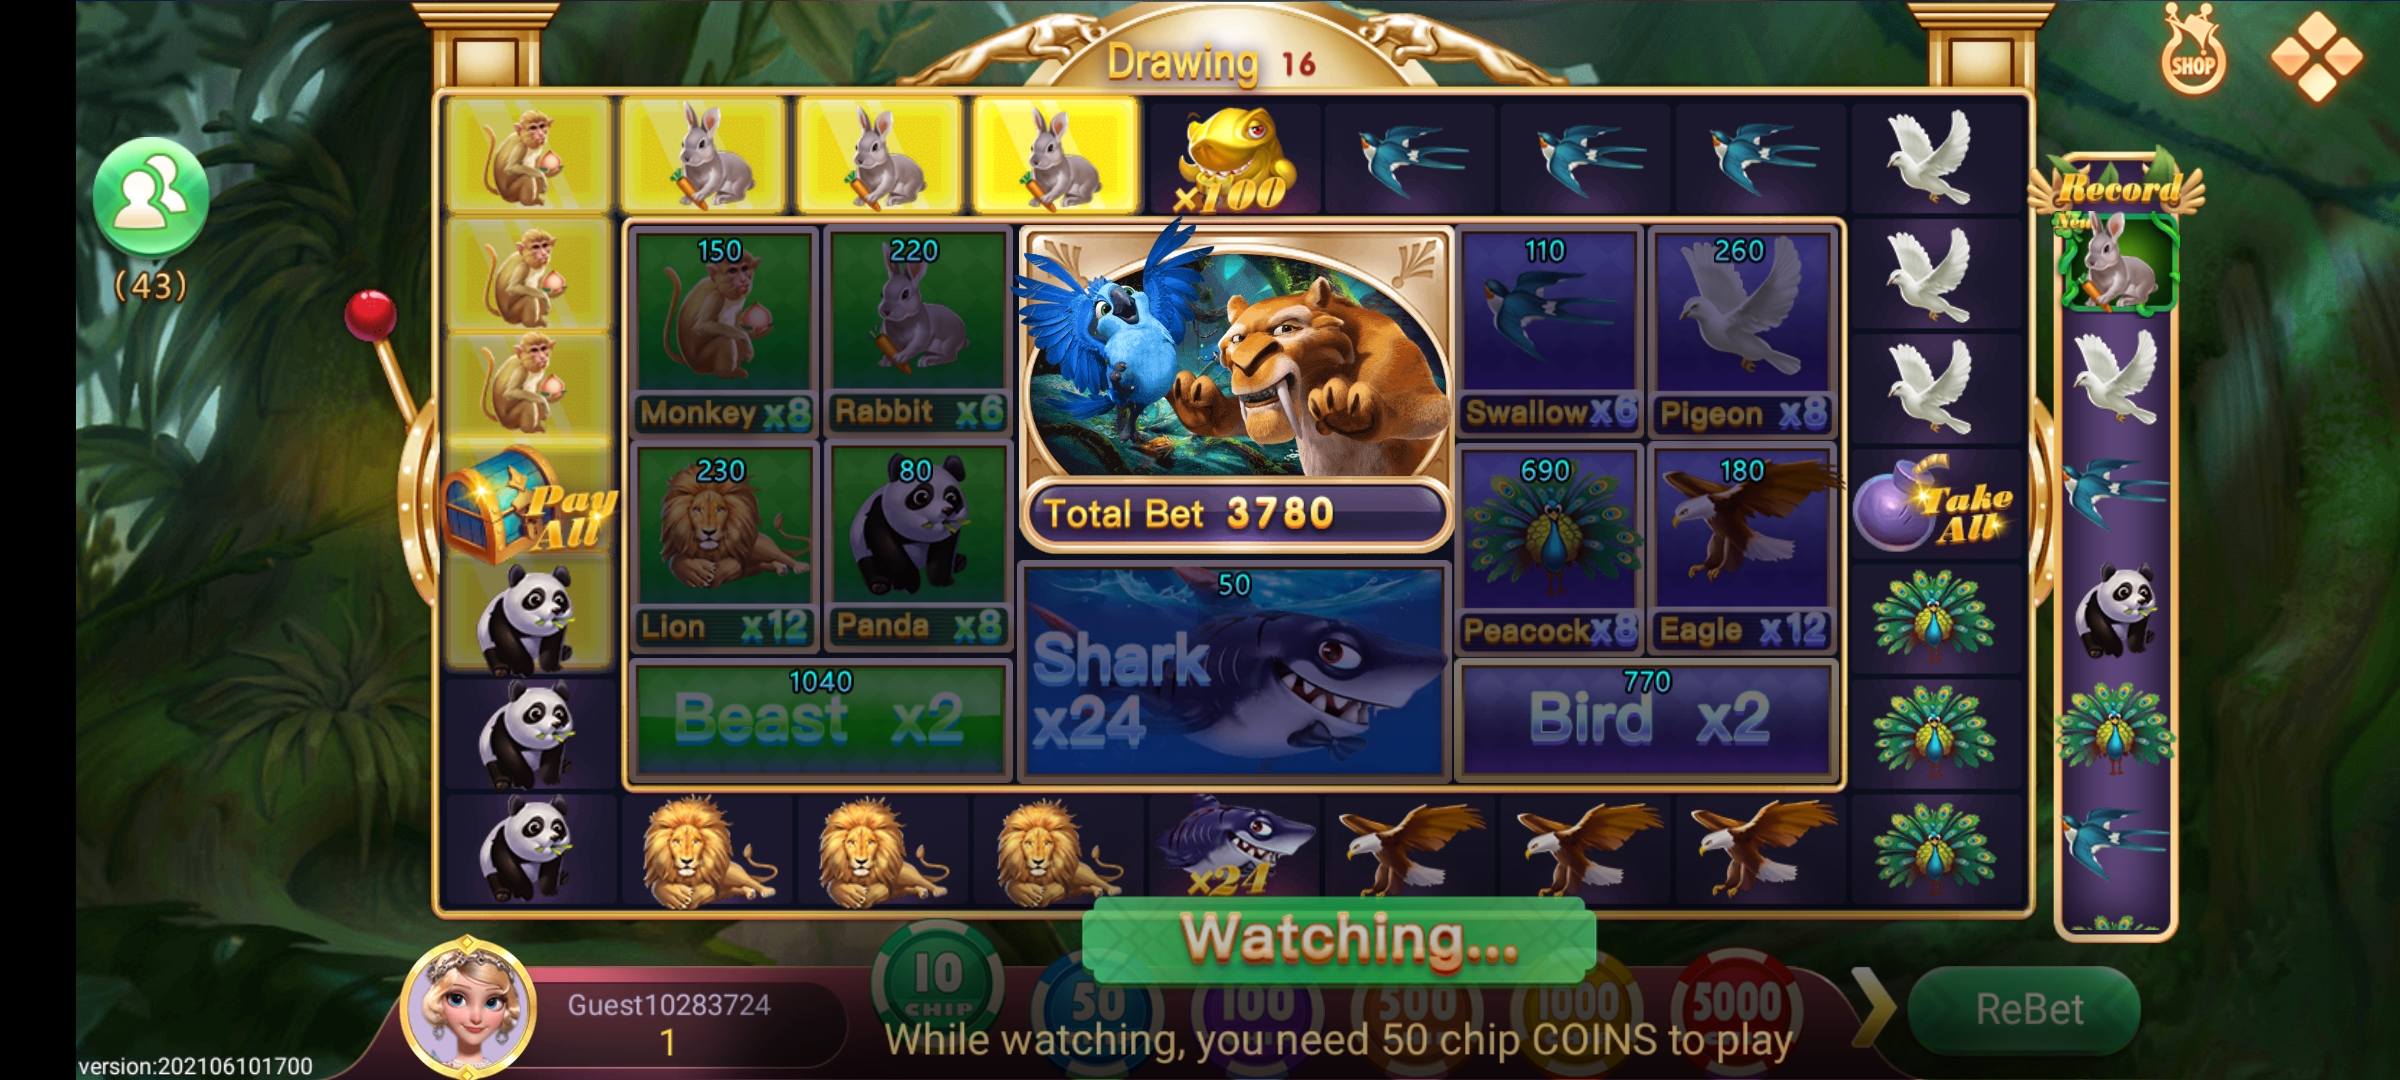 Drawing 16
SHOP
(43)
Record
New
x100
150
220
110
260
Monkey x8
Rabbit x6
Swallow x6
Pigeon x8
230
80
690
180
Total Bet 3780
Pay
All
Take
All
50
Lion x12
Panda x8
Shark
x24
Peacock x8
Eagle x12
1040
Beast x2
770
Bird x2
x24
Watching...
Guest10283724
1
10
CHIP
50
100
500
1000
5000
ReBet
While watching, you need 50 chip COINS to play
version:202106101700